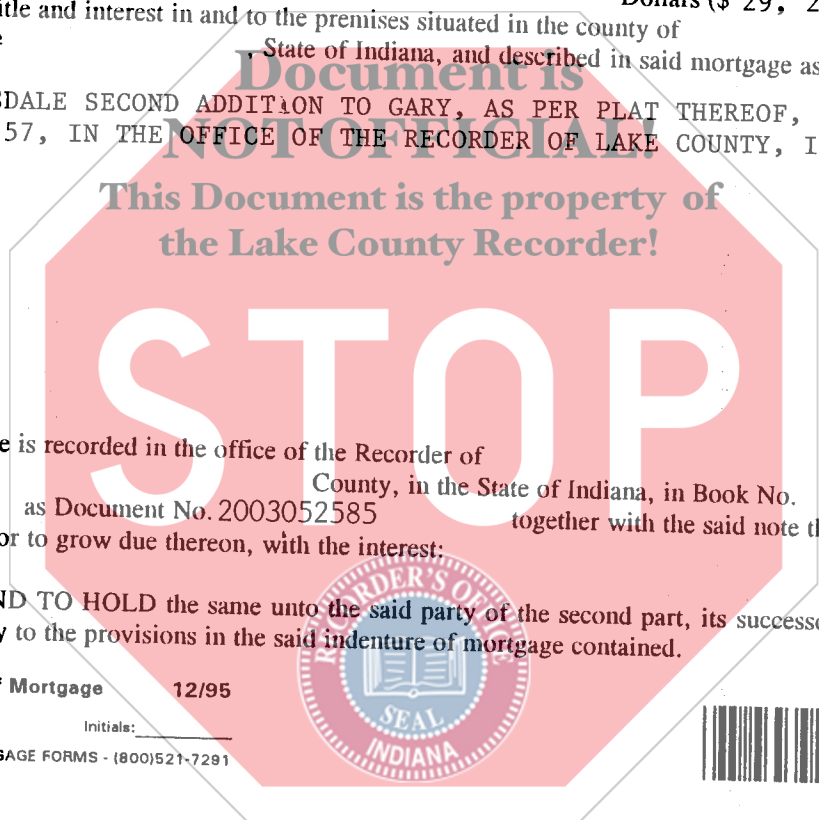 Dollars ($ 29, 2
itle and interest in and to the premises situated in the county of
, State of Indiana, and described in said mortgage as
Document is
DALE SECOND ADDITION TO GARY, AS PER PLAT THEREOF,
57, IN THE OFFICE OF THE RECORDER OF LAKE COUNTY, I
NOT OFFICIAL!
This Document is the property of
the Lake County Recorder!
STOP
e is recorded in the office of the Recorder of
County, in the State of Indiana, in Book No.
as Document No. 2003052585 together with the said note th
or to grow due thereon, with the interest:
ND TO HOLD the same unto the said party of the second part, its successo
y to the provisions in the said indenture of mortgage contained.
RECORDER'S OFFICE
SEAL
INDIANA
f Mortgage 12/95
Initials:
GAGE FORMS - (800)521-7291